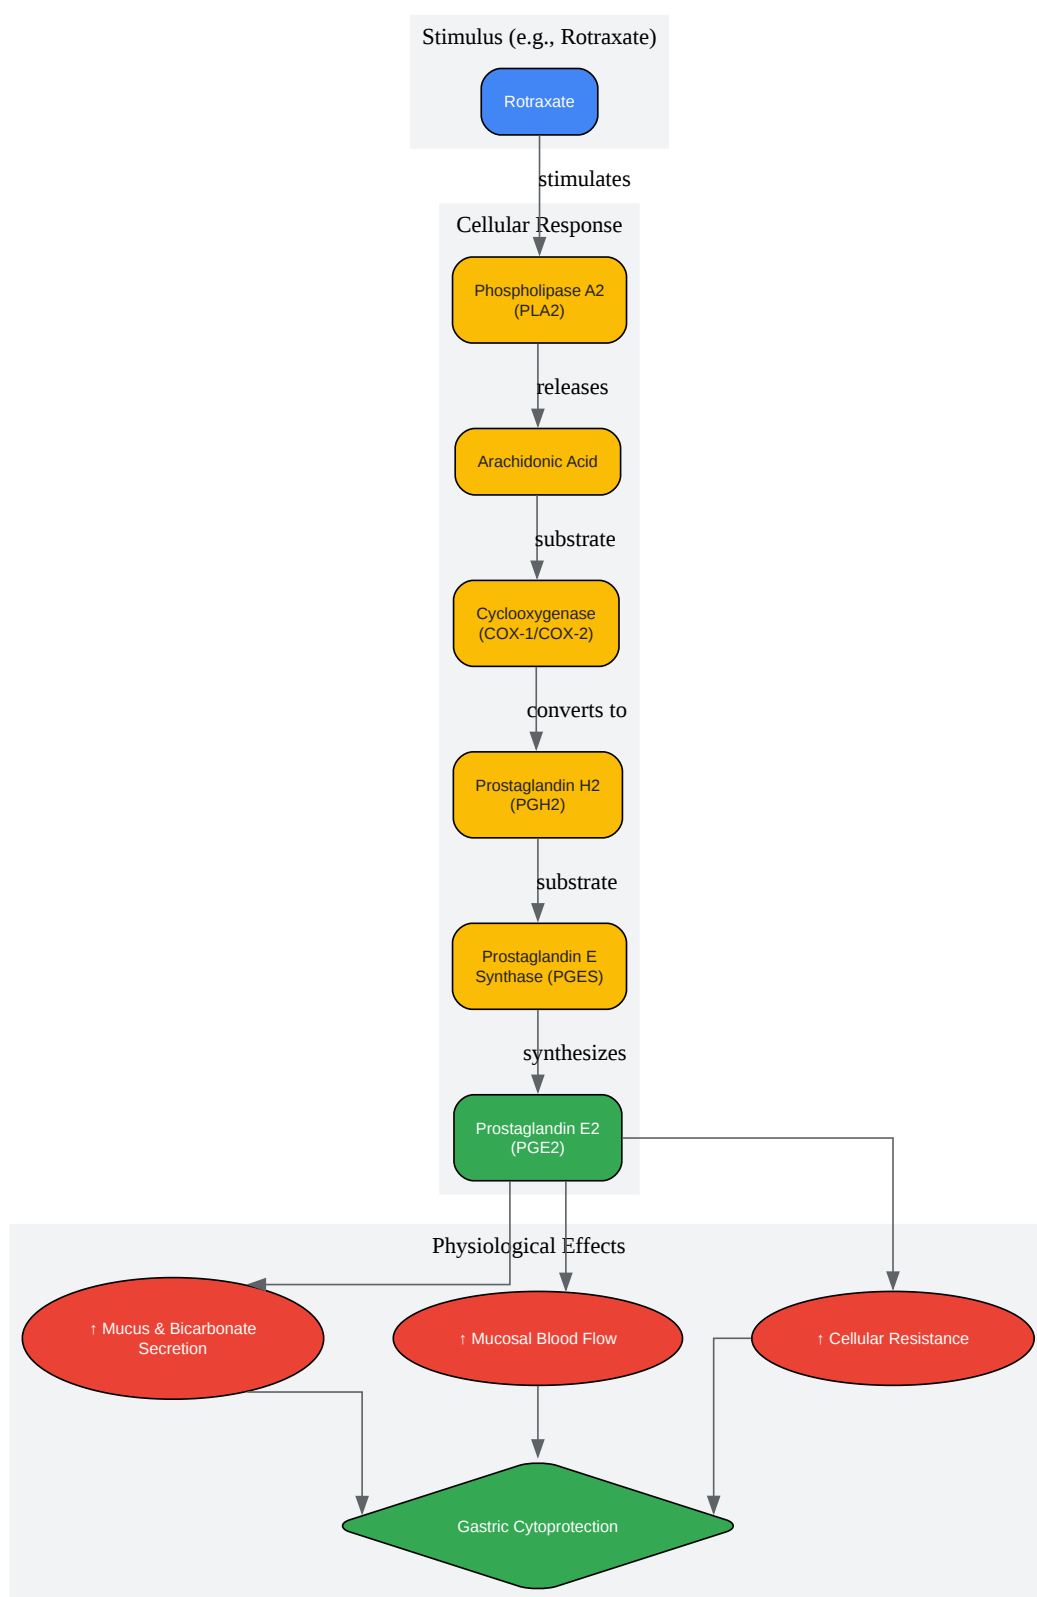 Stimulus (e.g., Rotraxate)
Rotraxate
stimulates
Cellular Response
Phospholipase A2
(PLA2)
releases
Arachidonic Acid
substrate
Cyclooxygenase
(COX-1/COX-2)
converts to
Prostaglandin H2
(PGH2)
substrate
Prostaglandin E
Synthase (PGES)
synthesizes
Prostaglandin E2
(PGE2)
Physiological Effects
↑ Mucus & Bicarbonate
Secretion
↑ Mucosal Blood Flow
↑ Cellular Resistance
Gastric Cytoprotection